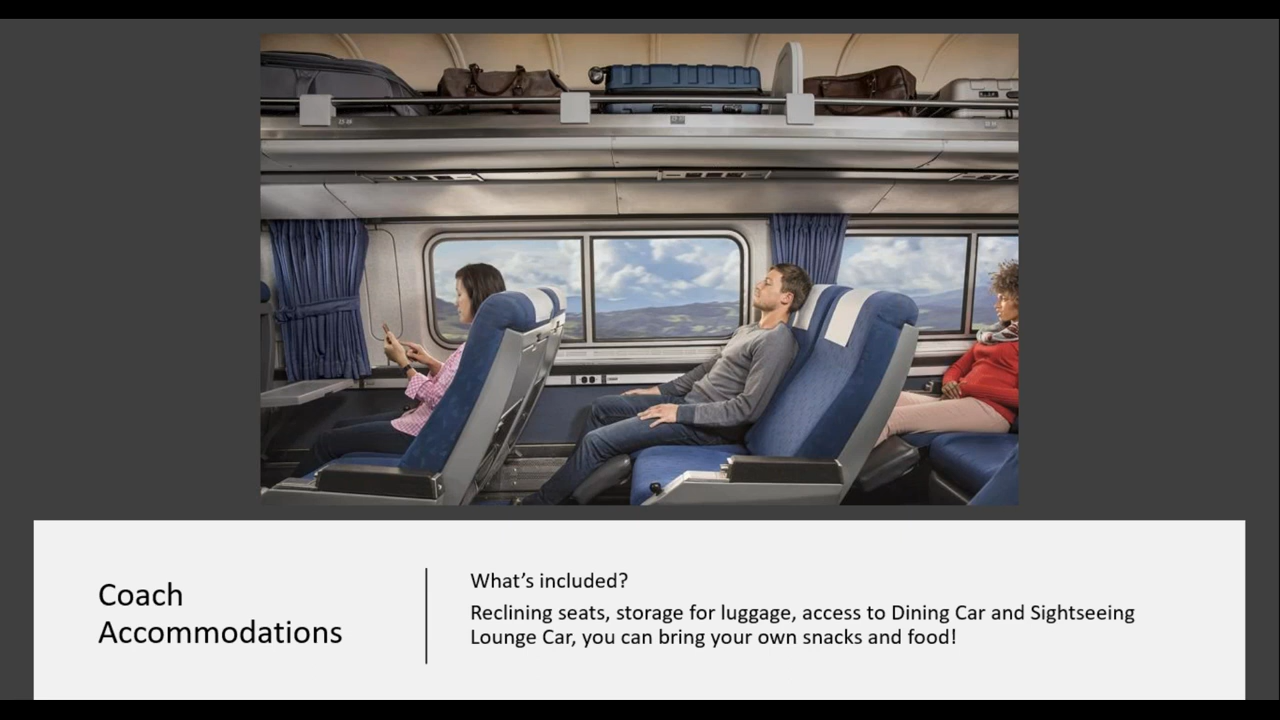 Coach
Accommodations
What’s included?
Reclining seats, storage for luggage, access to Dining Car and Sightseeing
Lounge Car, you can bring your own snacks and food!